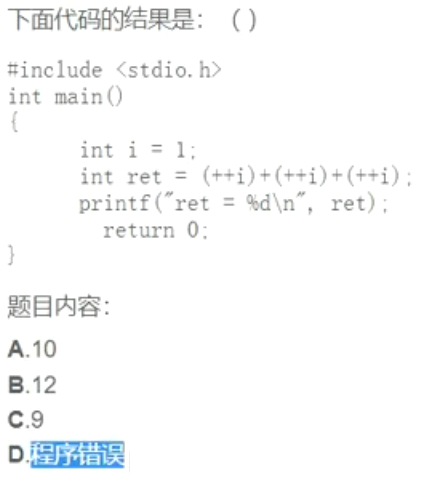 下面代码的结果是：（ ）
#include <stdio.h>
int main()
{
int i = 1;
int ret = (++i)+(++i)+(++i);
printf("ret = %d\n", ret);
return 0;
}
题目内容：
A.10
B.12
C.9
D.程序错误